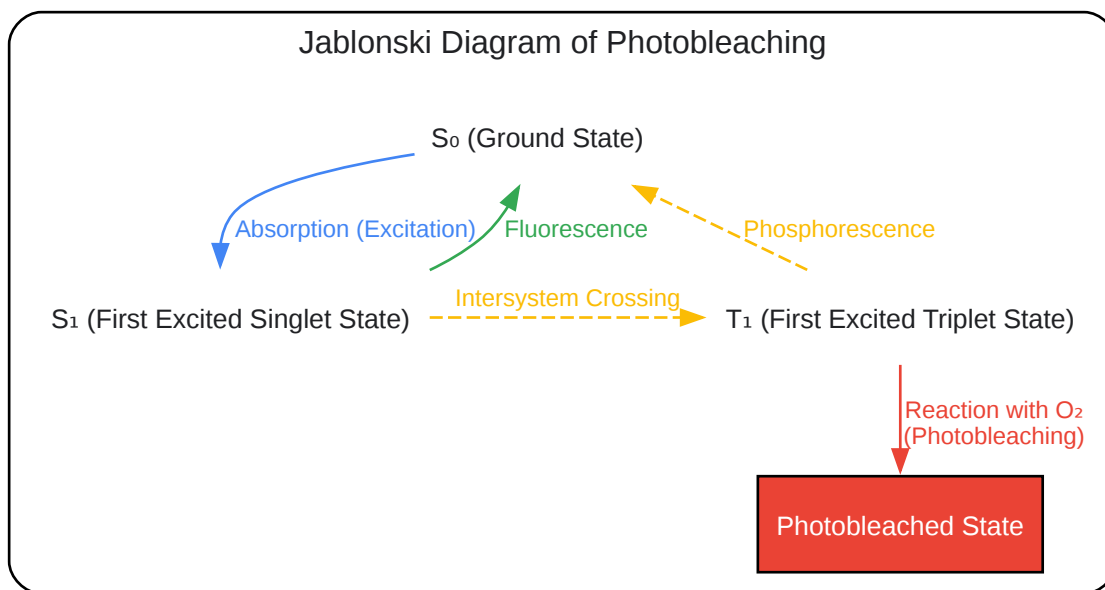 Jablonski Diagram of Photobleaching
S₀ (Ground State)
Absorption (Excitation)
Fluorescence
Phosphorescence
Intersystem Crossing
S₁ (First Excited Singlet State)
T₁ (First Excited Triplet State)
Reaction with O₂
(Photobleaching)
Photobleached State